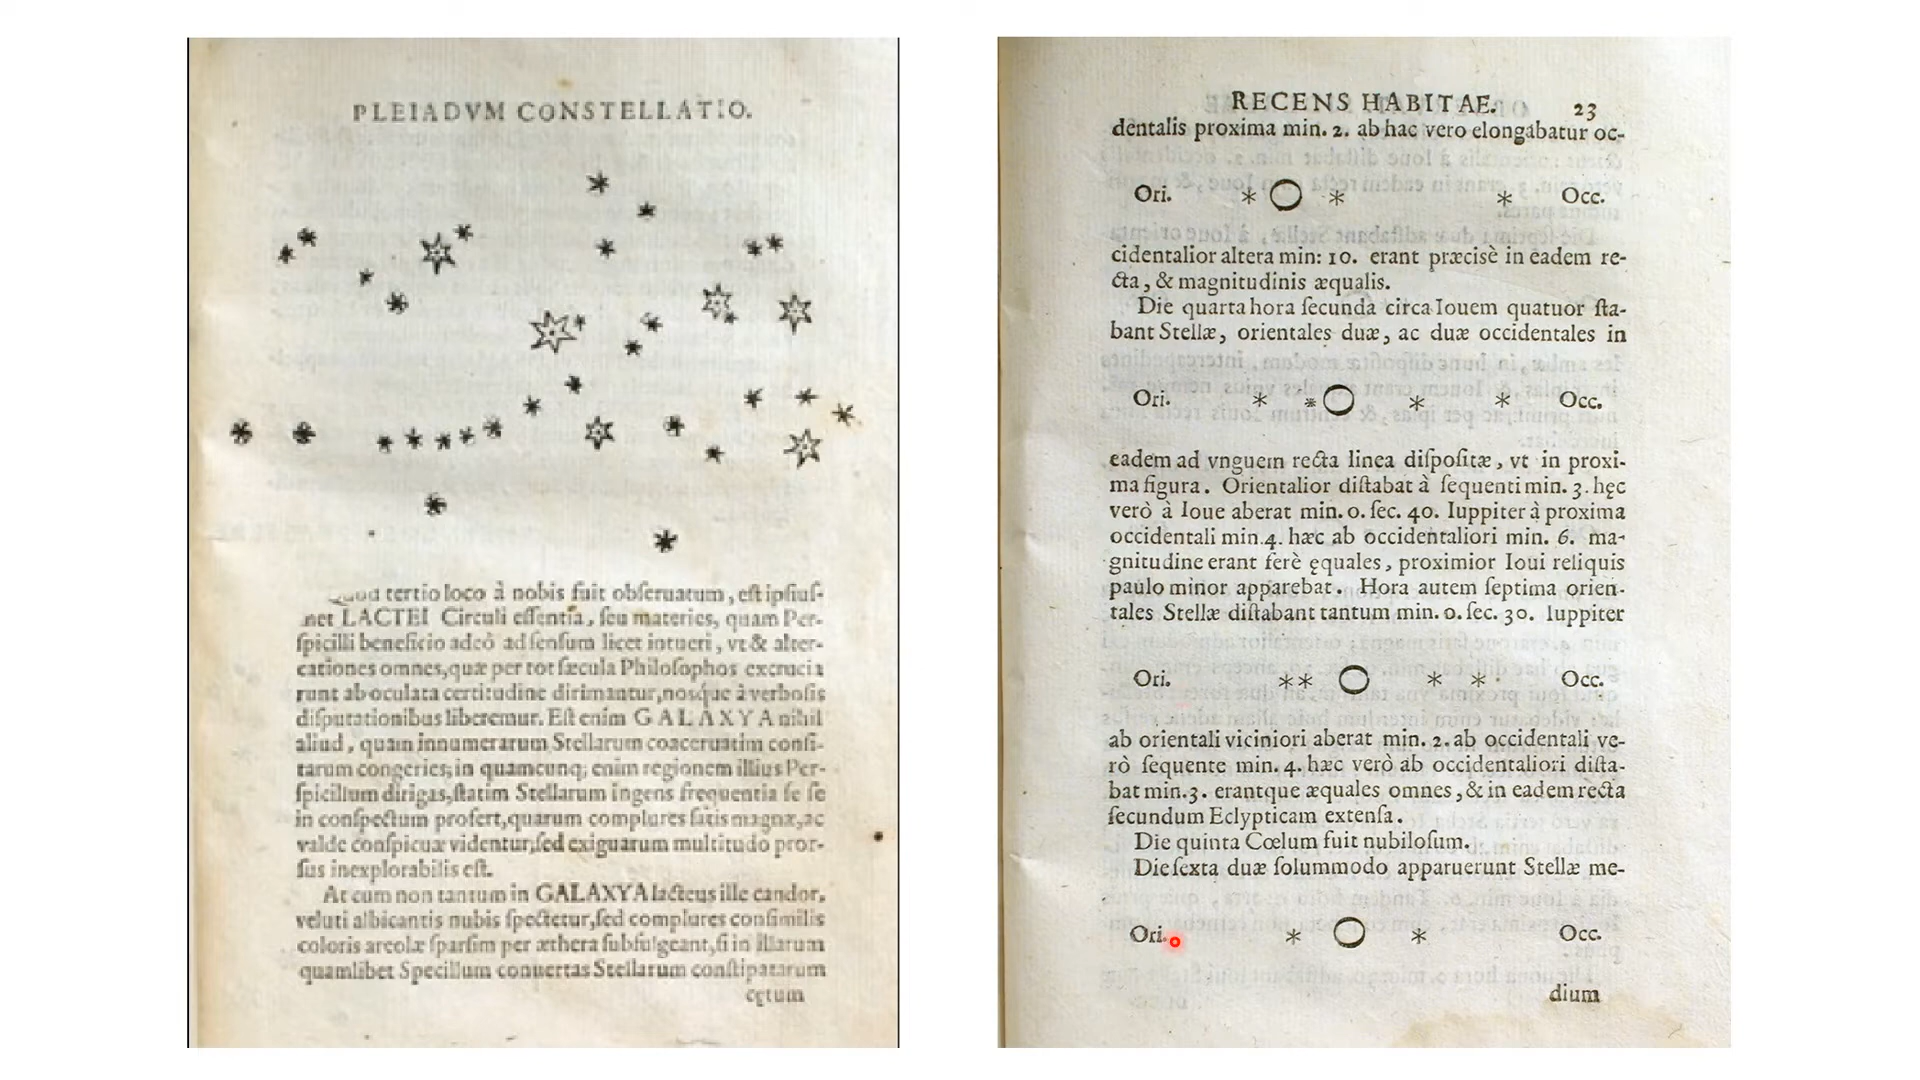 PLEIADVM CONSTELLATIO.
tertio loco à nobis fuit obſeruatum, eſt ipſiuſ-
met LACTEI Circuli eſſentia, ſeu materies, quam Per-
ſpicilli beneficio adeò ad ſenſum licet intueri, vt & alter-
cationes omnes, quæ per tot ſæcula Philoſophos excrucia
runt ab oculata certitudine dirimantur, noſque à verboſis
diſputationibus liberemur. Eſt enim GALAXYA nihil
aliud, quam innumerarum Stellarum coaceruatim conſi-
tarum congeries; in quamcunq; enim regionem illius Per-
ſpicillum dirigas, ſtatim Stellarum ingens frequentia ſe ſe
in conſpectum profert, quarum complures ſatis magnæ, ac
valde conſpicuæ videntur, ſed exiguarum multitudo pror-
ſus inexplorabilis eſt.
At cum non tantum in GALAXYA lacteus ille candor,
veluti albicantis nubis ſpectetur, ſed complures conſimilis
coloris areolæ ſparſim per æthera ſubfulgeant, ſi in illarum
quamlibet Specillum conuertas Stellarum conſtipatarum
cętum
RECENS HABITAE. 23
dentalis proxima min. 2. ab hac vero elongabatur oc-
Ori. Occ.
cidentalior altera min: 10. erant præcisè in eadem re-
cta, & magnitudinis æqualis.
Die quarta hora ſecunda circa Iouem quatuor ſta-
bant Stellæ, orientales duæ, ac duæ occidentales in
Ori. Occ.
eadem ad vnguem recta linea diſpoſitæ, vt in proxi-
ma figura. Orientalior diſtabat à ſequenti min. 3. hęc
verò à Ioue aberat min. 0. ſec. 40. Iuppiter à proxima
occidentali min. 4. hæc ab occidentaliori min. 6. ma-
gnitudine erant ferè ęquales, proximior Ioui reliquis
paulo minor apparebat. Hora autem ſeptima orien-
tales Stellæ diſtabant tantum min. 0. ſec. 30. Iuppiter
Ori. Occ.
ab orientali viciniori aberat min. 2. ab occidentali ve-
rò ſequente min. 4. hæc verò ab occidentaliori diſta-
bat min. 3. erantque æquales omnes, & in eadem recta
ſecundum Eclypticam extenſa.
Die quinta Cœlum fuit nubiloſum.
Die ſexta duæ ſolummodo apparuerunt Stellæ me-
Ori. Occ.
dium